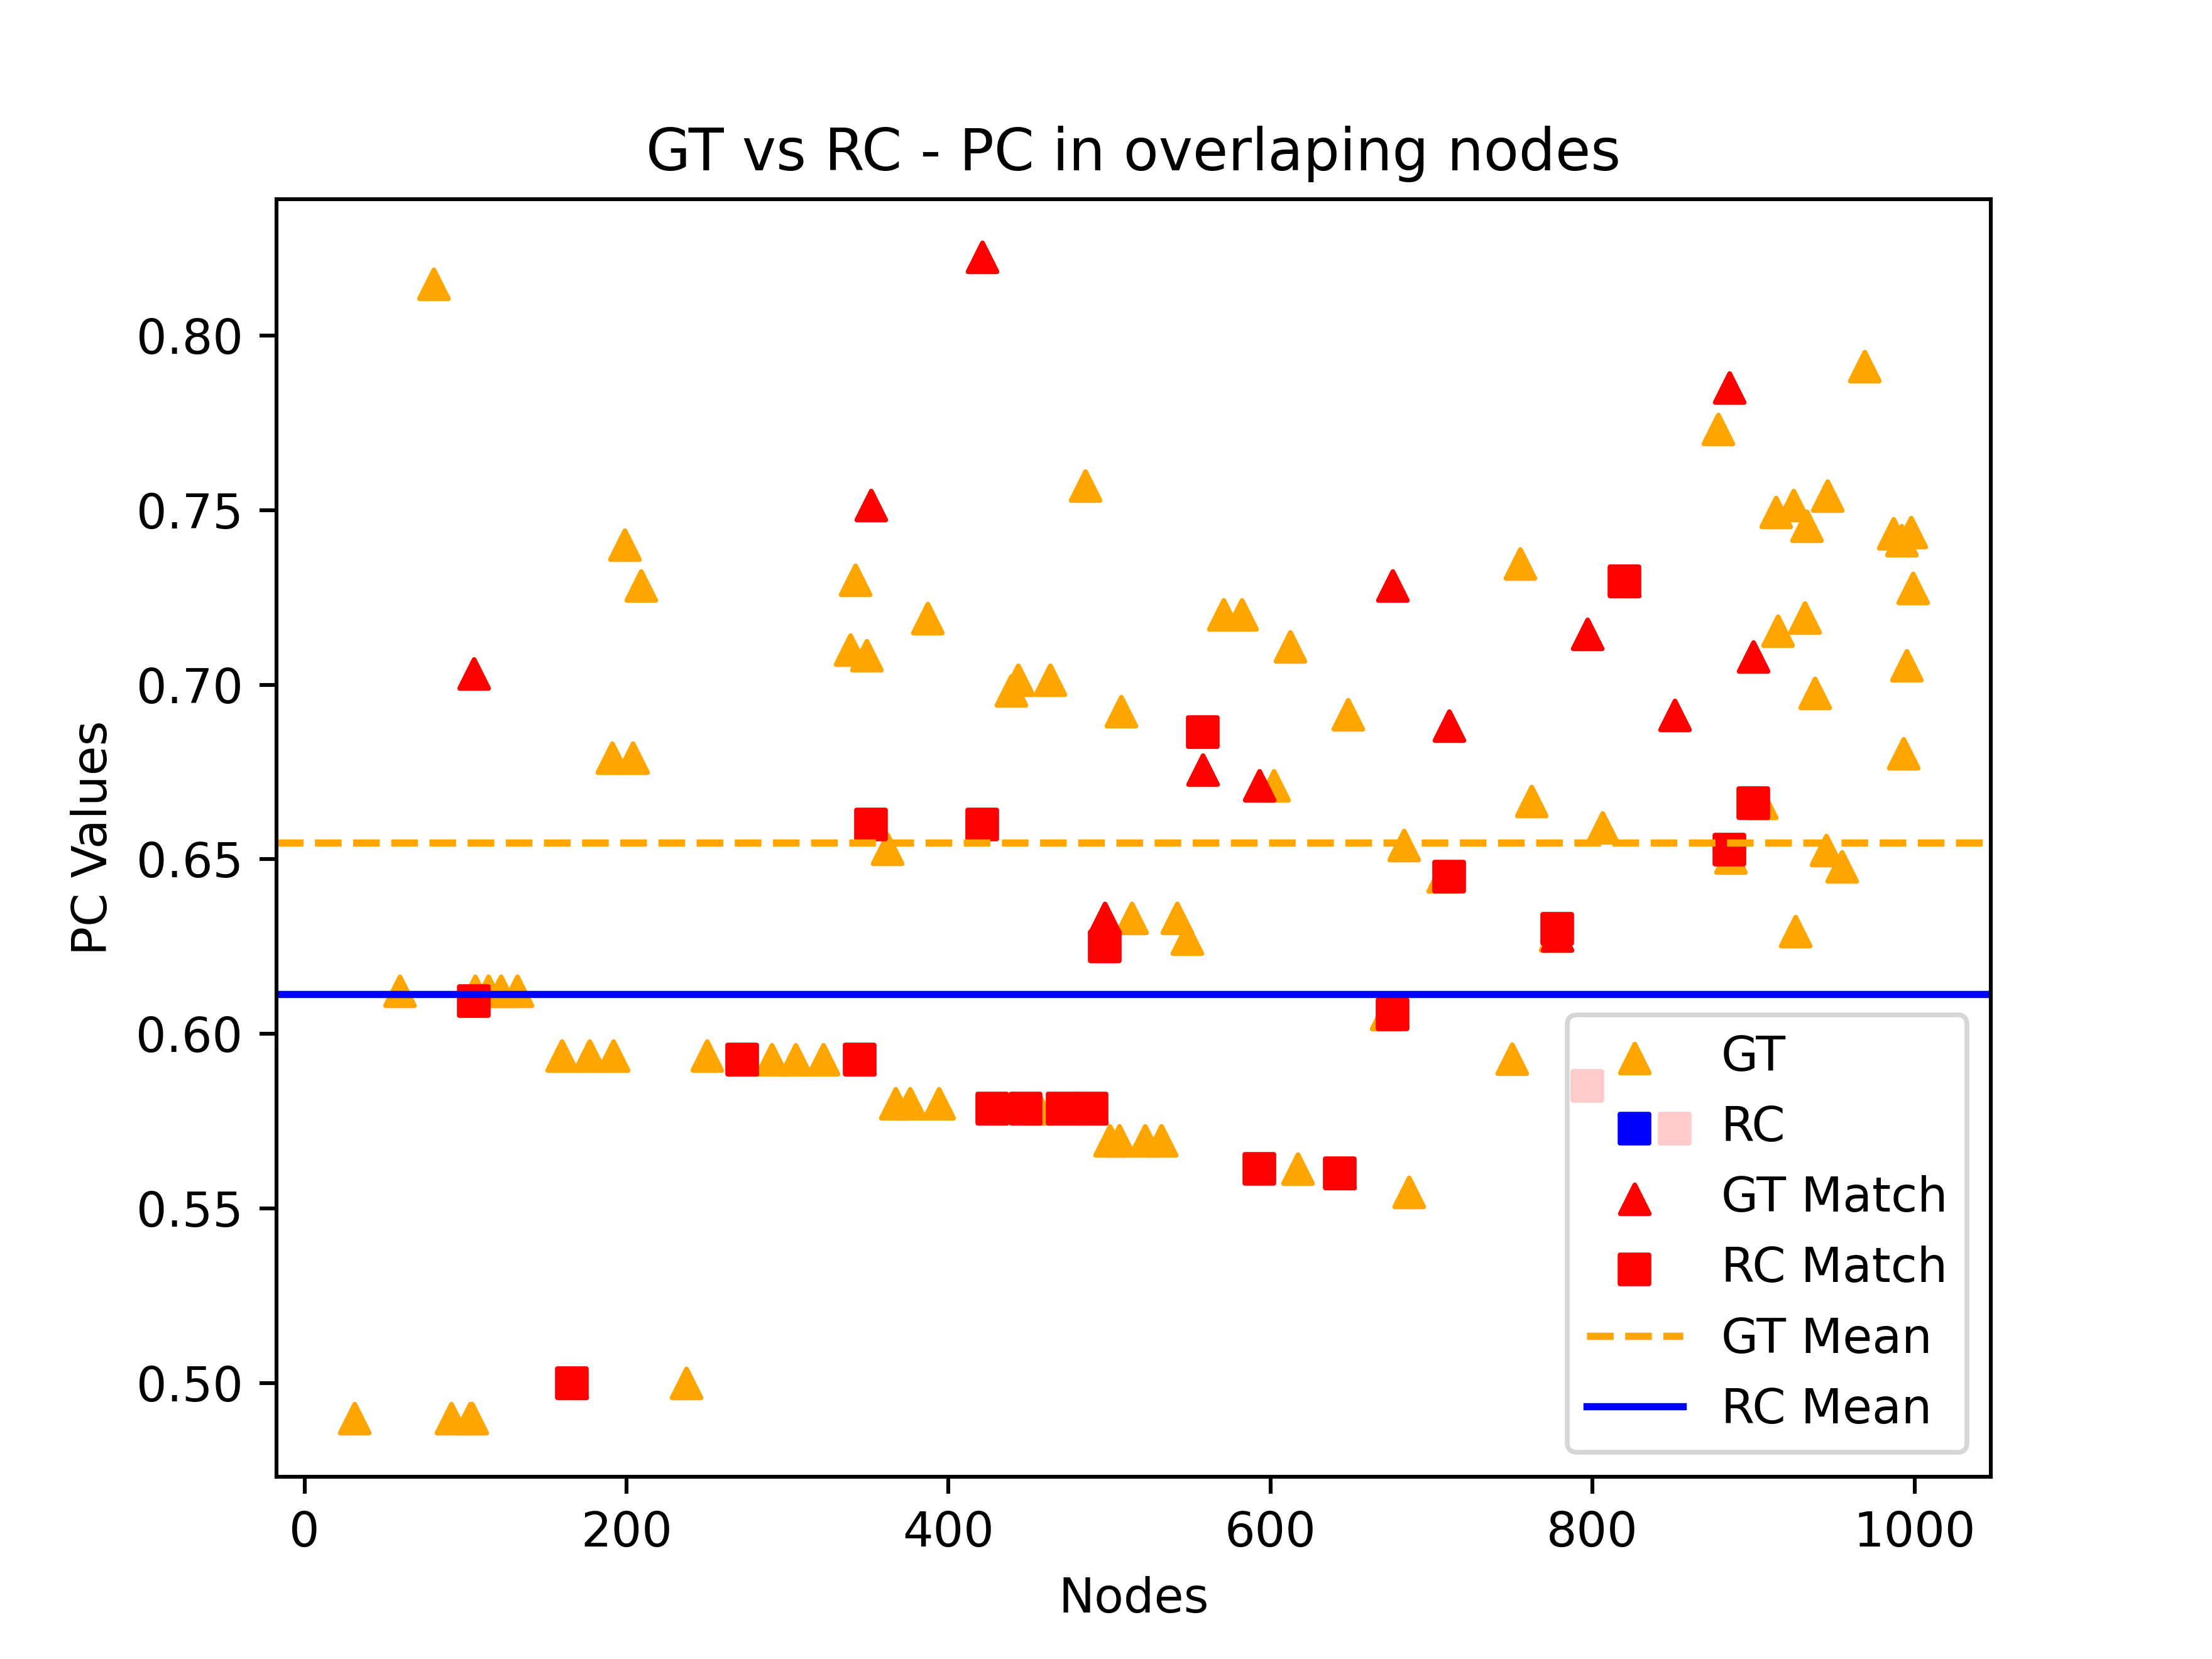 GT vs RC - PC in overlaping nodes
PC Values
0.80
0.75
0.70
0.65
0.60
0.55
0.50
GT
RC
GT Match
RC Match
GT Mean
RC Mean
0
200
400
600
800
1000
Nodes